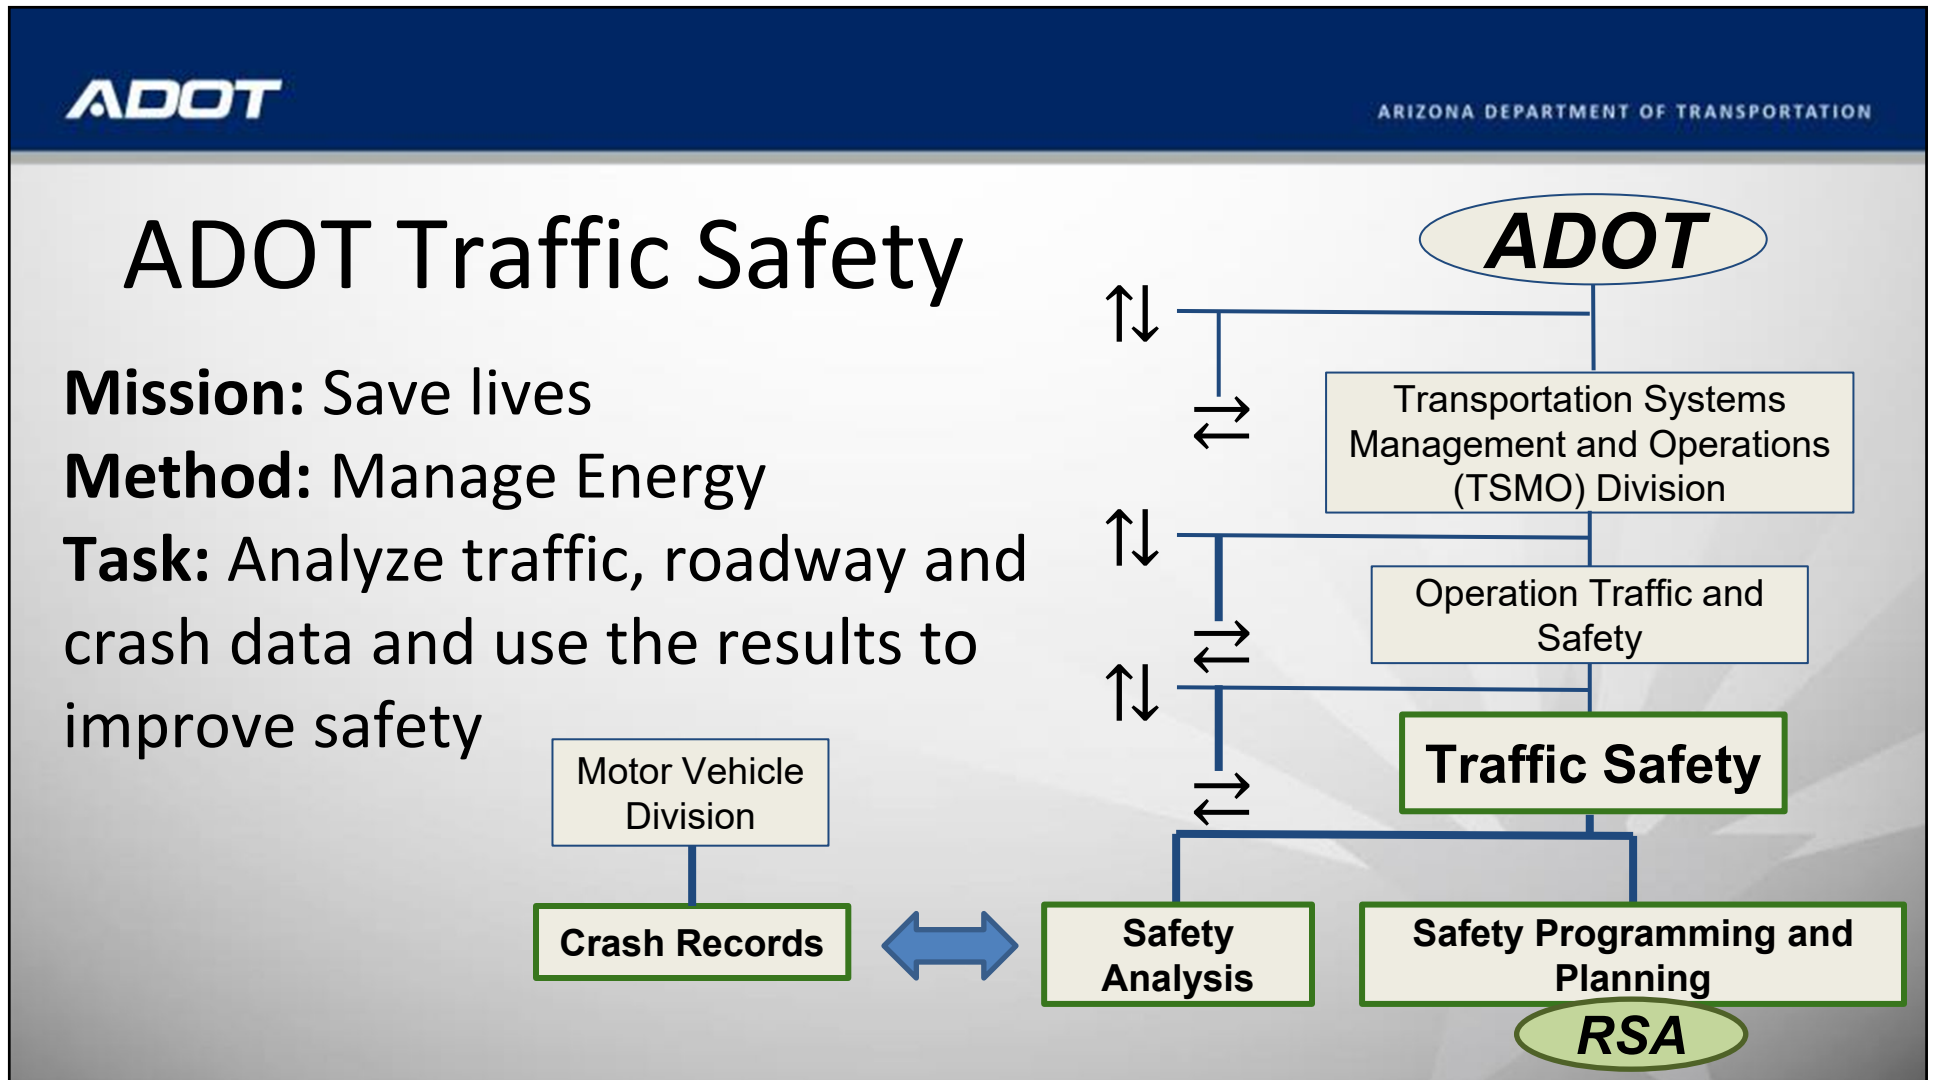 ADOT
ARIZONA DEPARTMENT OF TRANSPORTATION
ADOT Traffic Safety
Mission: Save lives
Method: Manage Energy
Task: Analyze traffic, roadway and
crash data and use the results to
improve safety
ADOT
Transportation Systems
Management and Operations
(TSMO) Division
Operation Traffic and
Safety
Traffic Safety
Motor Vehicle
Division
Crash Records
Safety
Analysis
Safety Programming and
Planning
RSA